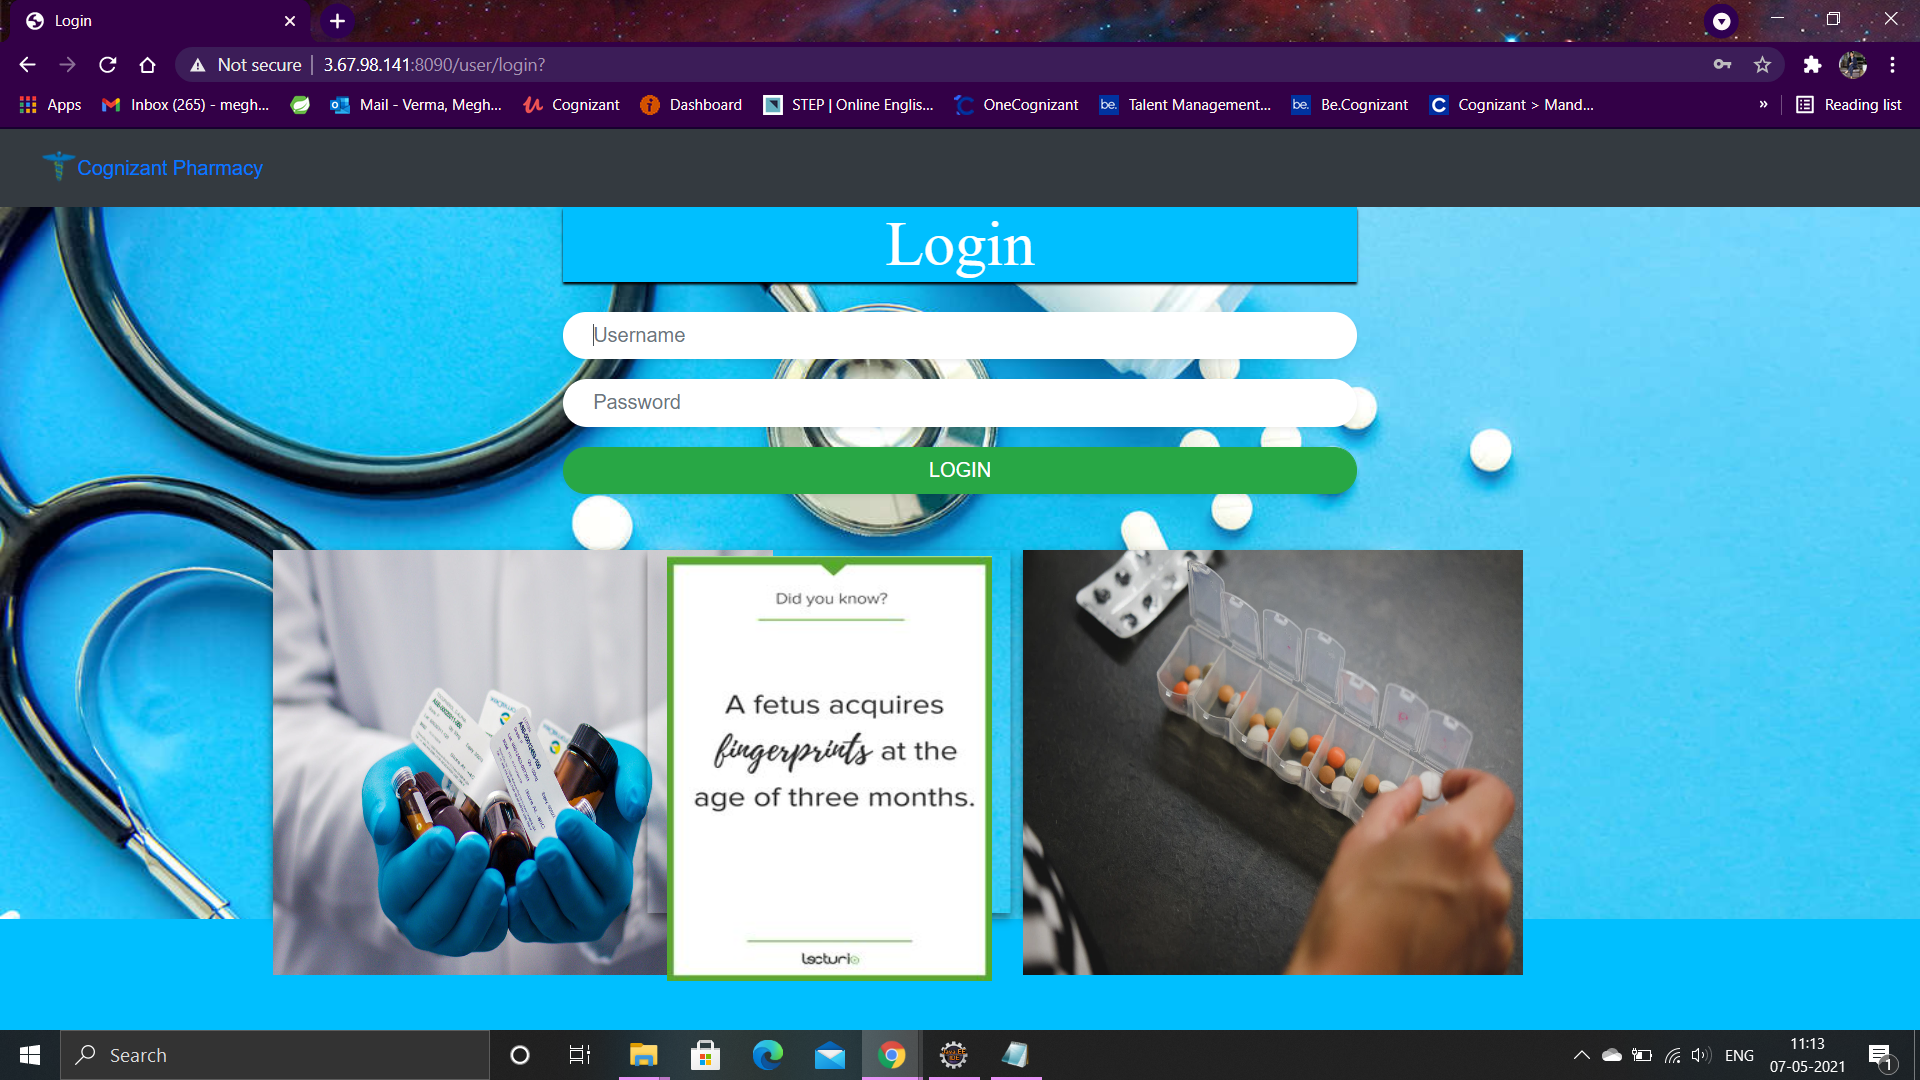 Login
Not secure
3.67.98.141:8090/user/login?
Apps
Inbox (265) - megh...
Mail - Verma, Megh...
Cognizant
Dashboard
STEP | Online Englis...
OneCognizant
be.
Talent Management...
be.
Be.Cognizant
Cognizant > Mand...
»
Reading list
Cognizant Pharmacy
Login
Username
Password
LOGIN
Did you know?
A fetus acquires
fingerprints at the
age of three months.
lecturio
Search
ENG
11:13
07-05-2021
1